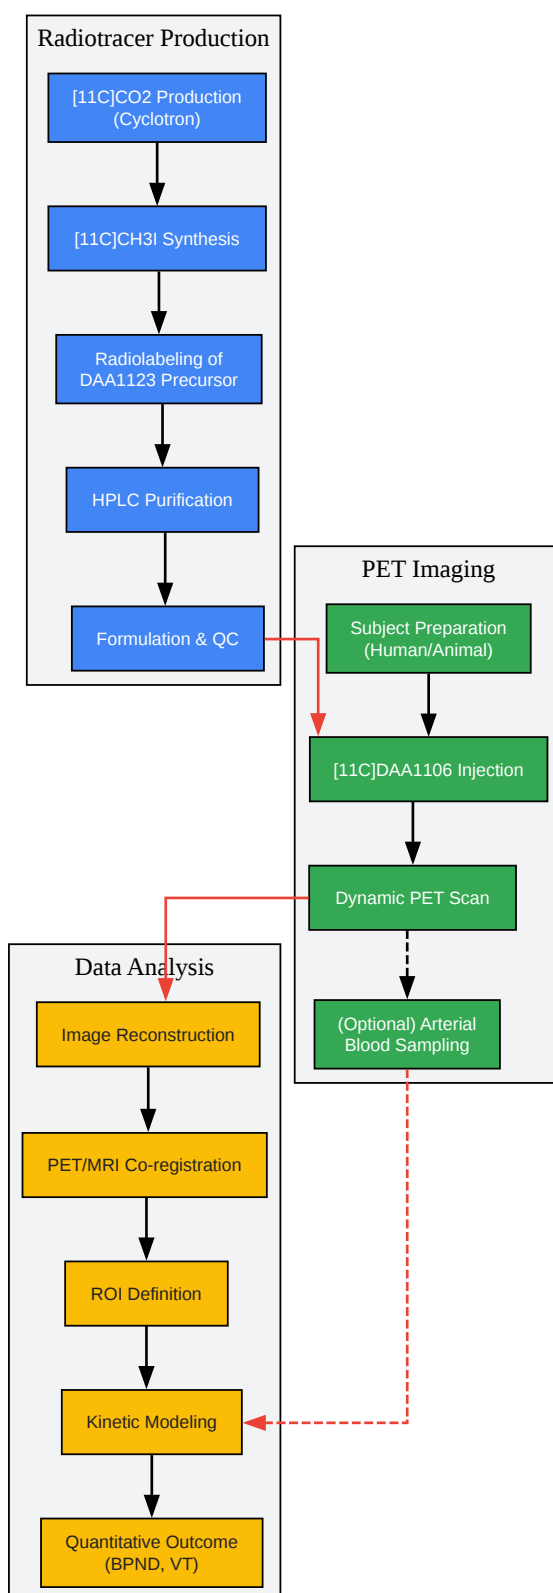 Radiotracer Production
[11C]CO2 Production
(Cyclotron)
[11C]CH3I Synthesis
Radiolabeling of
DAA1123 Precursor
HPLC Purification
Formulation & QC
PET Imaging
Subject Preparation
(Human/Animal)
[11C]DAA1106 Injection
Dynamic PET Scan
(Optional) Arterial
Blood Sampling
Data Analysis
Image Reconstruction
PET/MRI Co-registration
ROI Definition
Kinetic Modeling
Quantitative Outcome
(BPND, VT)